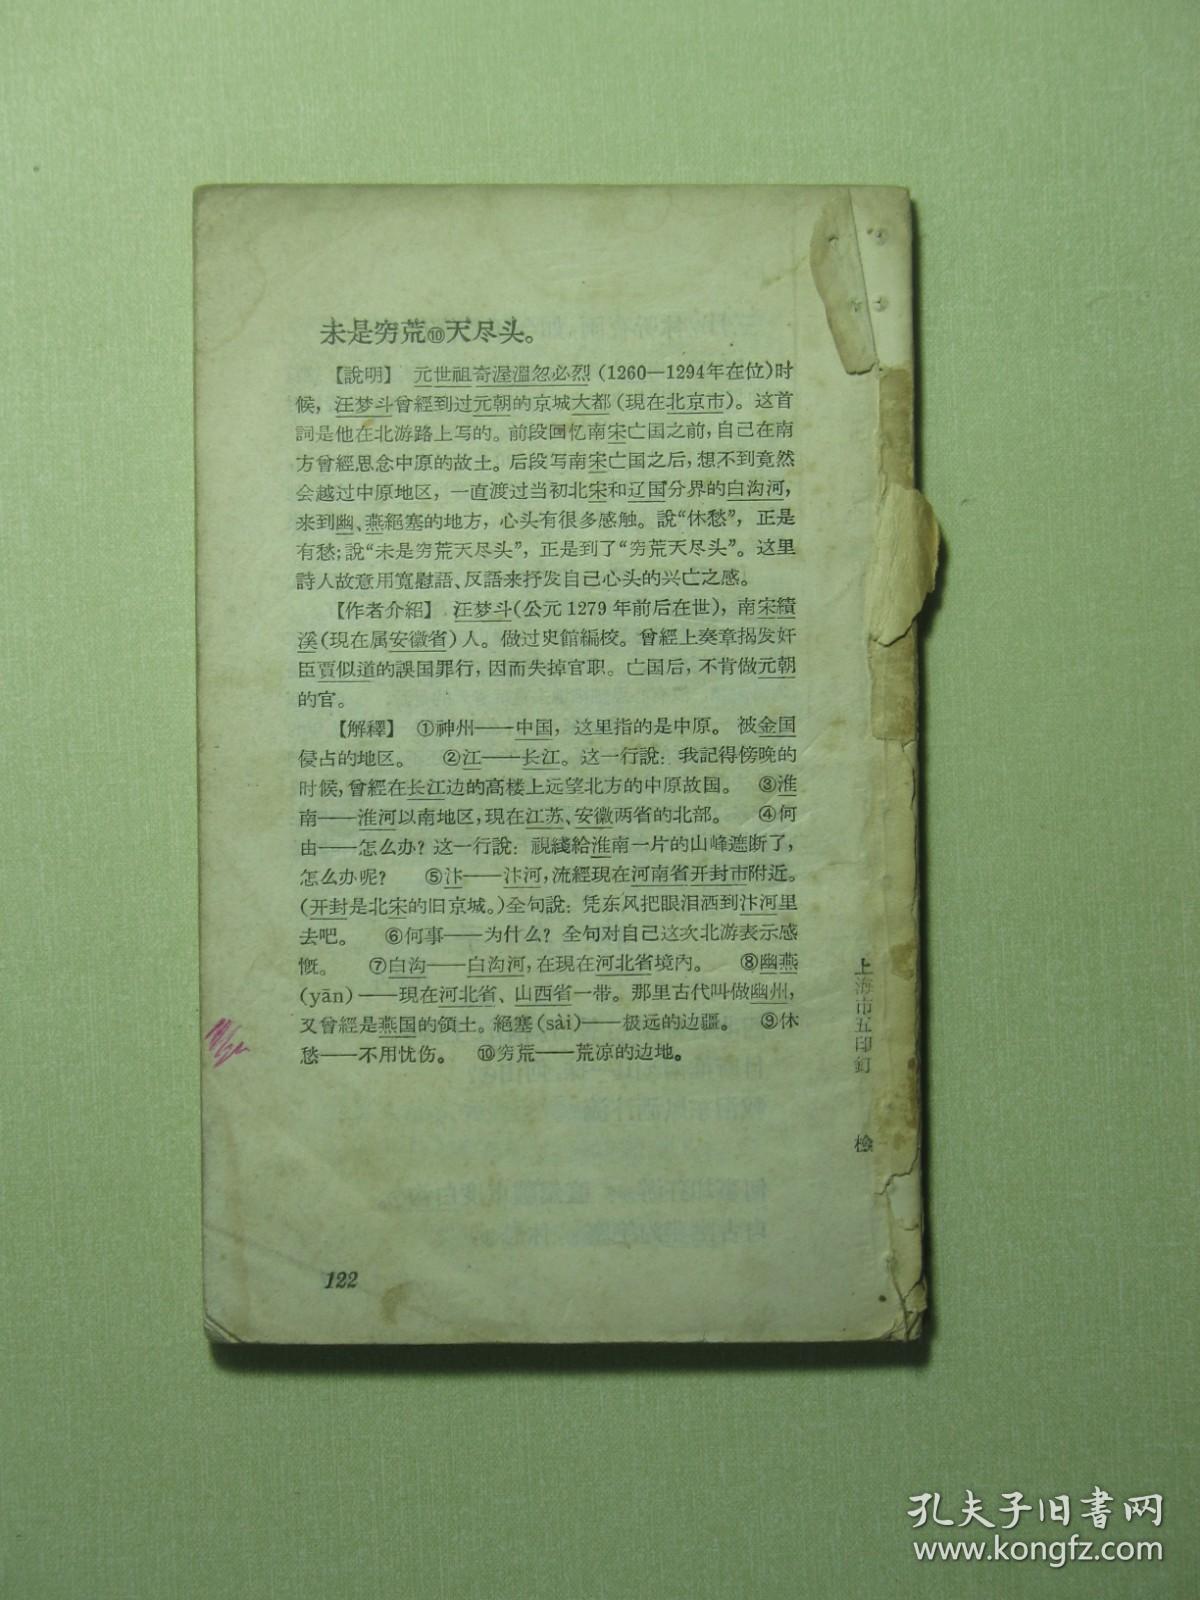 未是穷荒⑩天尽头。
【說明】 元世祖奇渥溫忽必烈(1260—1294年在位)时
候,汪梦斗曾經到过元朝的京城大都(現在北京市)。这首
詞是他在北游路上写的。前段回忆南宋亡国之前,自己在南
方曾經思念中原的故土。后段写南宋亡国之后,想不到竟然
会越过中原地区,一直渡过当初北宋和辽国分界的白沟河,
来到幽、燕絕塞的地方,心头有很多感触。說“休愁”,正是
有愁;說“未是穷荒天尽头”,正是到了“穷荒天尽头”。这里
詩人故意用寬慰語、反語来抒发自己心头的兴亡之感。
【作者介紹】 汪梦斗(公元1279年前后在世),南宋績
溪(現在属安徽省)人。做过史館編校。曾經上奏章揭发奸
臣賈似道的誤国罪行,因而失掉官职。亡国后,不肯做元朝
的官。
【解釋】 ①神州——中国,这里指的是中原。被金国
侵占的地区。 ②江——长江。这一行說:我記得傍晚的
时候,曾經在长江边的高楼上远望北方的中原故国。 ③淮
南——淮河以南地区,現在江苏、安徽两省的北部。 ④何
由——怎么办?这一行說:視綫給淮南一片的山峰遮断了,
怎么办呢? ⑤汴——汴河,流經現在河南省开封市附近。
(开封是北宋的旧京城。)全句說:凭东风把眼泪洒到汴河里
去吧。 ⑥何事——为什么?全句对自己这次北游表示感
慨。 ⑦白沟——白沟河,在現在河北省境內。 ⑧幽燕
(yān)——現在河北省、山西省一带。那里古代叫做幽州,
又曾經是燕国的領土。絕塞(sài)——极远的边疆。 ⑨休
愁——不用忧伤。 ⑩穷荒——荒凉的边地。
122
上海市五印釘 檢
孔夫子旧书网
www.kongfz.com